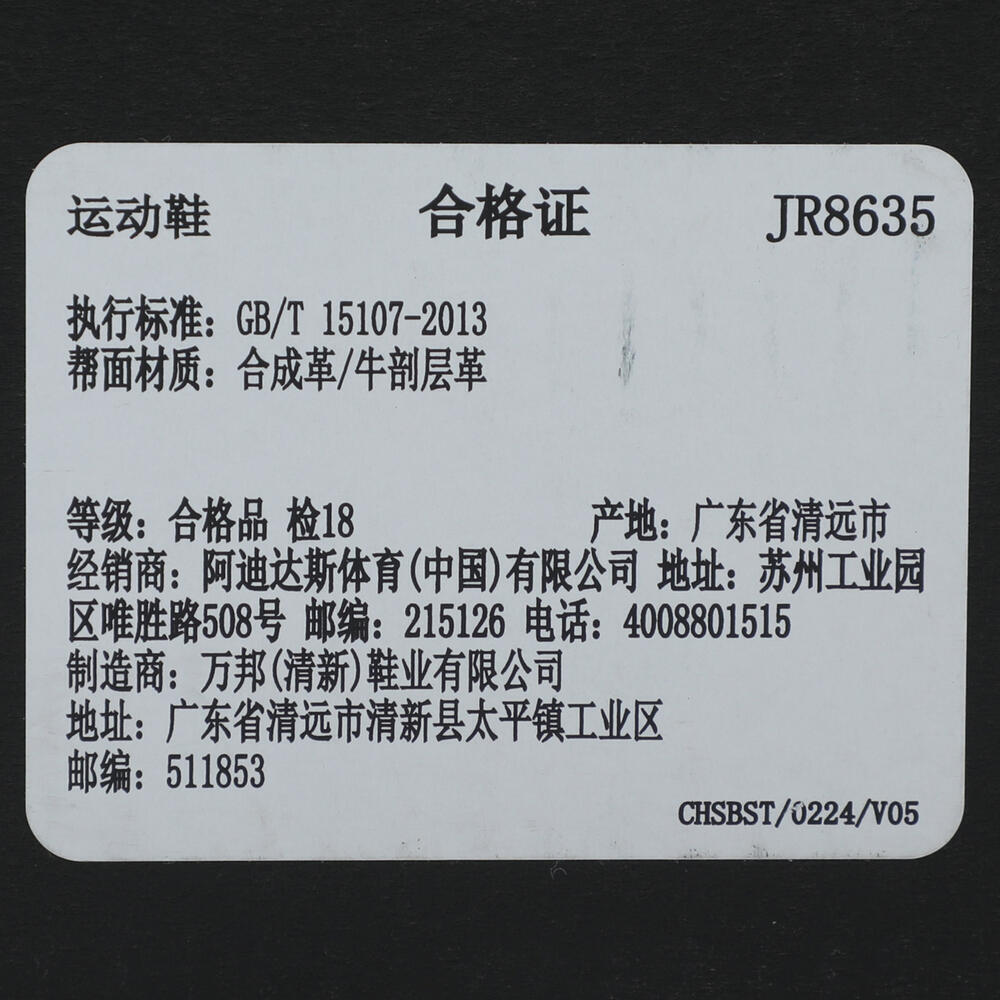 运动鞋 合格证 JR8635
执行标准：GB/T 15107-2013
帮面材质：合成革/牛剖层革
等级：合格品 检18 产地：广东省清远市
经销商：阿迪达斯体育(中国)有限公司 地址：苏州工业园
区唯胜路508号 邮编：215126 电话：4008801515
制造商：万邦(清新)鞋业有限公司
地址：广东省清远市清新县太平镇工业区
邮编：511853
CHSBST/0224/V05